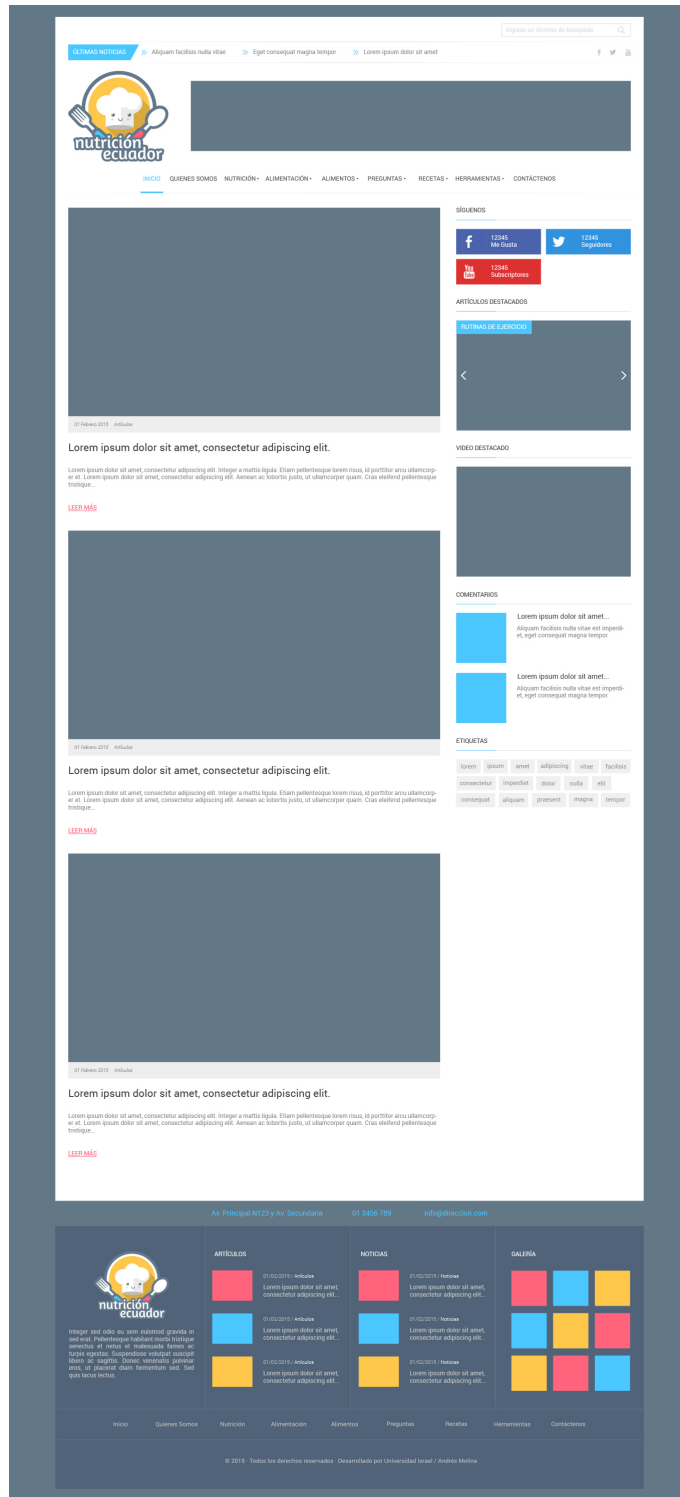 Ingrese un término de búsqueda
ÚLTIMAS NOTICIAS
Aliquam facilisis nulla vitae
Eget consequat magna tempor
Lorem ipsum dolor sit amet
nutrición
ecuador
INICIO QUIENES SOMOS NUTRICIÓN ALIMENTACIÓN ALIMENTOS PREGUNTAS RECETAS HERRAMIENTAS CONTÁCTENOS
01 Febrero 2015 Artículos
Lorem ipsum dolor sit amet, consectetur adipiscing elit.
Lorem ipsum dolor sit amet, consectetur adipiscing elit. Integer a mattis ligula. Etiam pellentesque lorem risus, id porttitor arcu ullamcorp-
er et. Lorem ipsum dolor sit amet, consectetur adipiscing elit. Aenean ac lobortis justo, ut ullamcorper quam. Cras eleifend pellentesque
tristique...
LEER MÁS
01 Febrero 2015 Artículos
Lorem ipsum dolor sit amet, consectetur adipiscing elit.
Lorem ipsum dolor sit amet, consectetur adipiscing elit. Integer a mattis ligula. Etiam pellentesque lorem risus, id porttitor arcu ullamcorp-
er et. Lorem ipsum dolor sit amet, consectetur adipiscing elit. Aenean ac lobortis justo, ut ullamcorper quam. Cras eleifend pellentesque
tristique...
LEER MÁS
01 Febrero 2015 Artículos
Lorem ipsum dolor sit amet, consectetur adipiscing elit.
Lorem ipsum dolor sit amet, consectetur adipiscing elit. Integer a mattis ligula. Etiam pellentesque lorem risus, id porttitor arcu ullamcorp-
er et. Lorem ipsum dolor sit amet, consectetur adipiscing elit. Aenean ac lobortis justo, ut ullamcorper quam. Cras eleifend pellentesque
tristique...
LEER MÁS
SÍGUENOS
12345
Me Gusta
12345
Seguidores
You
Tube
12345
Subscriptores
ARTÍCULOS DESTACADOS
RUTINAS DE EJERCICIO
VIDEO DESTACADO
COMENTARIOS
Lorem ipsum dolor sit amet...
Aliquam facilisis nulla vitae est imperdi-
et, eget consequat magna tempor.
Lorem ipsum dolor sit amet...
Aliquam facilisis nulla vitae est imperdi-
et, eget consequat magna tempor.
ETIQUETAS
lorem ipsum amet adipiscing vitae facilisis
consectetur imperdiet dolor nulla elit
consequat aliquam praesent magna tempor
Av. Principal N123 y Av. Secundaria 01 3456 789 info@direccion.com
nutrición
ecuador
Integer sed odio eu sem euismod gravida in
sed erat. Pellentesque habitant morbi tristique
senectus et netus et malesuada fames ac
turpis egestas. Suspendisse volutpat suscipit
libero ac sagittis. Donec venenatis pulvinar
eros, ut placerat diam fermentum sed. Sed
quis lacus lectus.
ARTÍCULOS
01/02/2015 / Artículos
Lorem ipsum dolor sit amet,
consectetur adipiscing elit...
01/02/2015 / Artículos
Lorem ipsum dolor sit amet,
consectetur adipiscing elit...
01/02/2015 / Artículos
Lorem ipsum dolor sit amet,
consectetur adipiscing elit...
NOTICIAS
01/02/2015 / Noticias
Lorem ipsum dolor sit amet,
consectetur adipiscing elit...
01/02/2015 / Noticias
Lorem ipsum dolor sit amet,
consectetur adipiscing elit...
01/02/2015 / Noticias
Lorem ipsum dolor sit amet,
consectetur adipiscing elit...
GALERÍA
Inicio Quienes Somos Nutrición Alimentación Alimentos Preguntas Recetas Herramientas Contáctenos
© 2015 · Todos los derechos reservados · Desarrollado por Universidad Israel / Andrés Molina